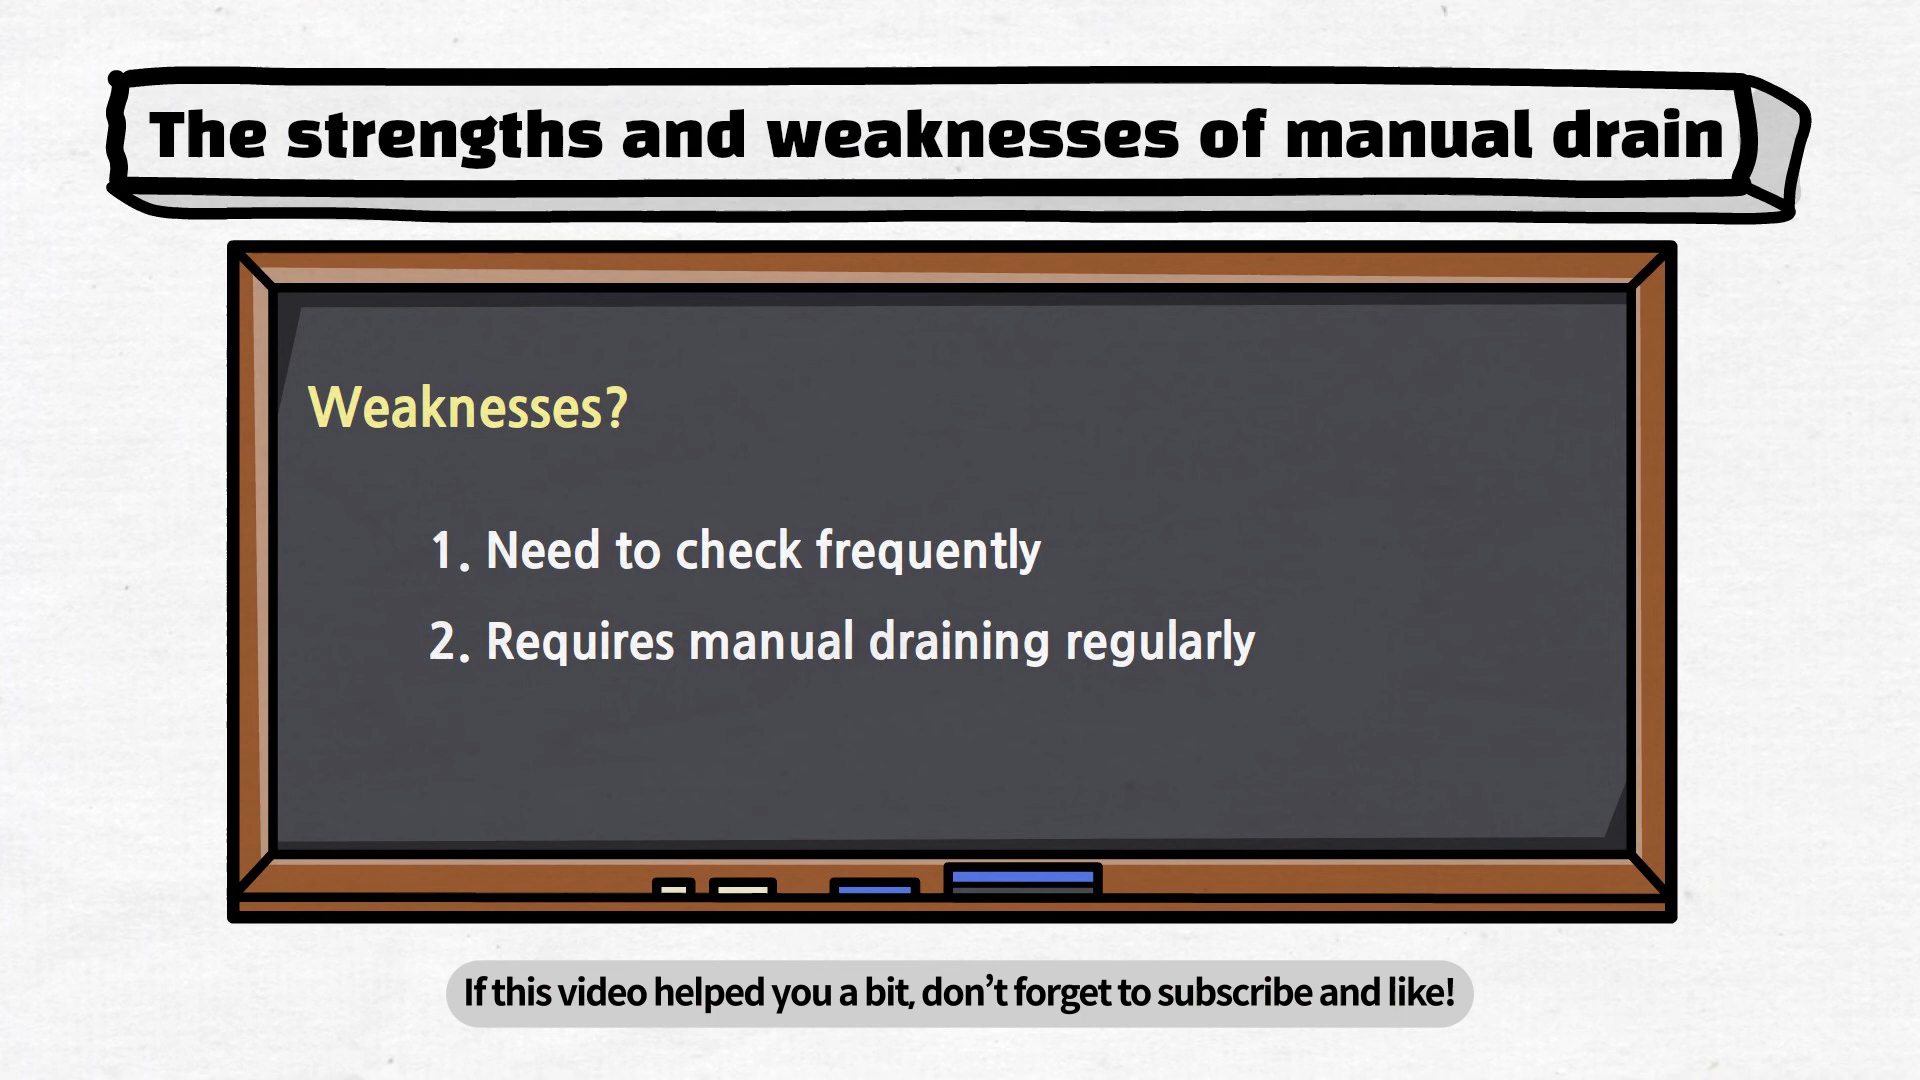 The strengths and weaknesses of manual drain
Weaknesses?
1. Need to check frequently
2. Requires manual draining regularly
If this video helped you a bit, don't forget to subscribe and like!